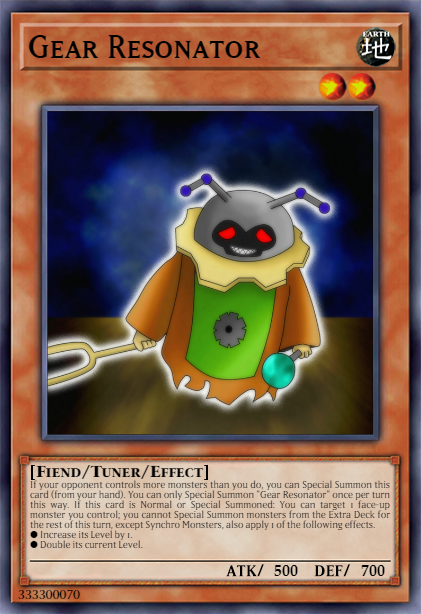 Gear Resonator
EARTH
地
[Fiend/Tuner/Effect]
If your opponent controls more monsters than you do, you can Special Summon this
card (from your hand). You can only Special Summon "Gear Resonator" once per turn
this way. If this card is Normal or Special Summoned: You can target 1 face-up
monster you control; you cannot Special Summon monsters from the Extra Deck for
the rest of this turn, except Synchro Monsters, also apply 1 of the following effects.
● Increase its Level by 1.
● Double its current Level.
ATK/ 500 DEF/ 700
333300070